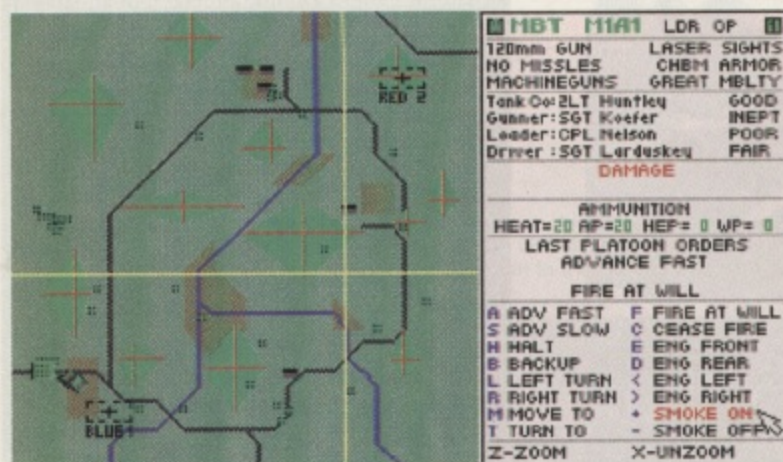 MBT M1A1 LDR OP
120mm GUN LASER SIGHTS
NO MISSLES CHBM ARMOR
MACHINEGUNS GREAT MBLTY
Tank Co: 2LT Huntley GOOD
Gunner: SGT Koefer INEPT
Loader: CPL Nelson POOR
Driver: SGT Larduskey FAIR
DAMAGE
AMMUNITION
HEAT=20 AP=20 HEP= 0 WP= 0
LAST PLATOON ORDERS
ADVANCE FAST
FIRE AT WILL
A ADV FAST F FIRE AT WILL
S ADV SLOW C CEASE FIRE
H HALT E ENG FRONT
B BACKUP D ENG REAR
L LEFT TURN < ENG LEFT
R RIGHT TURN > ENG RIGHT
M MOVE TO + SMOKE ON
T TURN TO - SMOKE OFF
Z-ZOOM X-UNZOOM
RED
BLUE1